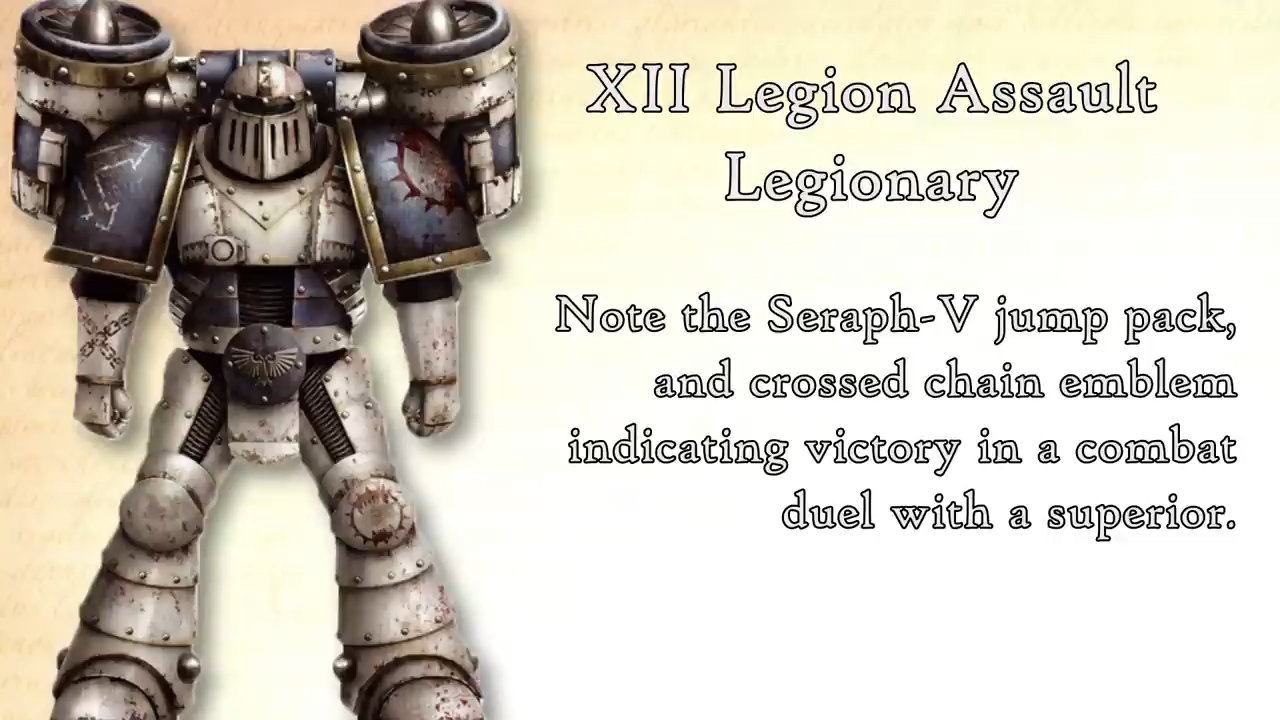 XII Legion Assault
Legionary
Note the Seraph-V jump pack,
and crossed chain emblem
indicating victory in a combat
duel with a superior.